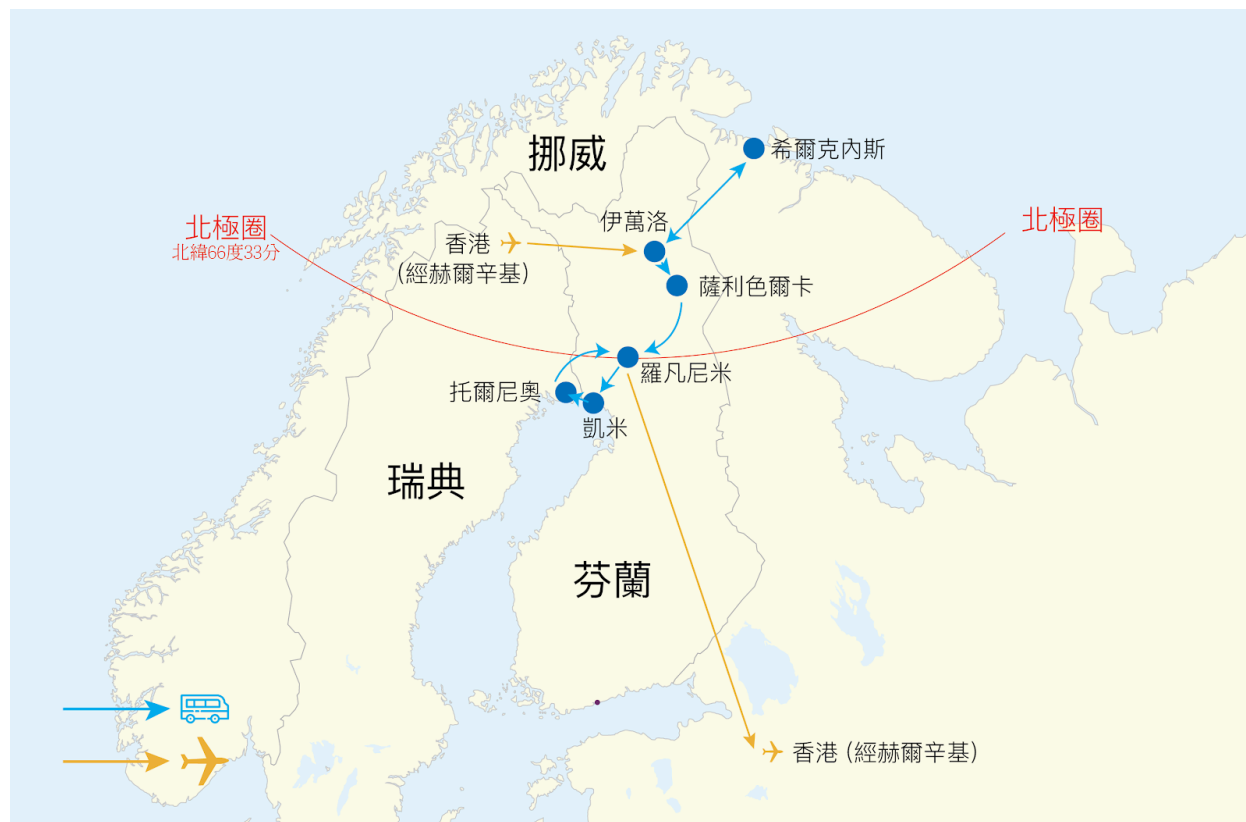 挪威
希爾克內斯
北極圈
北緯66度33分
伊萬洛
北極圈
香港
(經赫爾辛基)
薩利色爾卡
羅凡尼米
托爾尼奧
凱米
瑞典
芬蘭
香港 (經赫爾辛基)